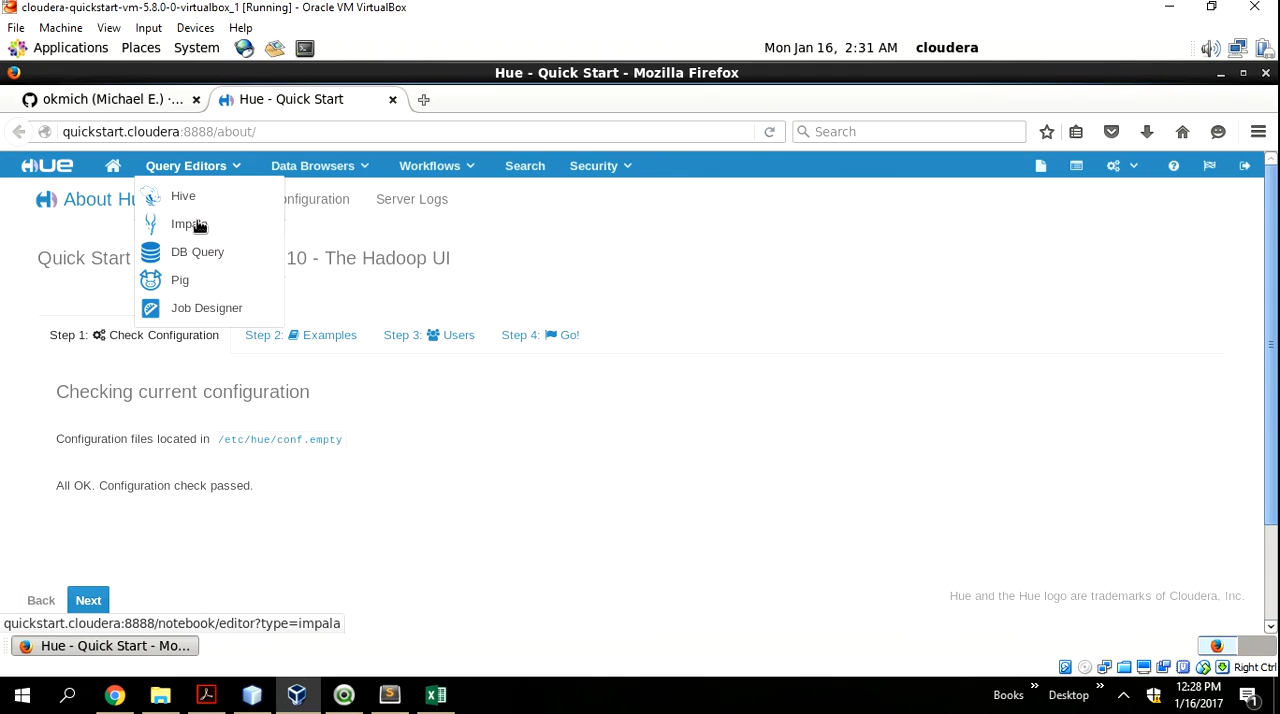 cloudera-quickstart-vm-5.8.0-0-virtualbox_1 [Running] - Oracle VM VirtualBox
File Machine View Input Devices Help
Applications Places System Mon Jan 16, 2:31 AM cloudera
Hue - Quick Start - Mozilla Firefox
okmich (Michael E.) ·... Hue - Quick Start
quickstart.cloudera:8888/about/ Search
HUE Query Editors Data Browsers Workflows Search Security
About Hu onfiguration Server Logs
Hive
Impala
DB Query
Pig
Job Designer
Quick Start 10 - The Hadoop UI
Step 1: Check Configuration Step 2: Examples Step 3: Users Step 4: Go!
Checking current configuration
Configuration files located in /etc/hue/conf.empty
All OK. Configuration check passed.
Back Next Hue and the Hue logo are trademarks of Cloudera, Inc.
quickstart.cloudera:8888/notebook/editor?type=impala
Hue - Quick Start - Mo...
Right Ctrl
Books Desktop 12:28 PM
1/16/2017 1